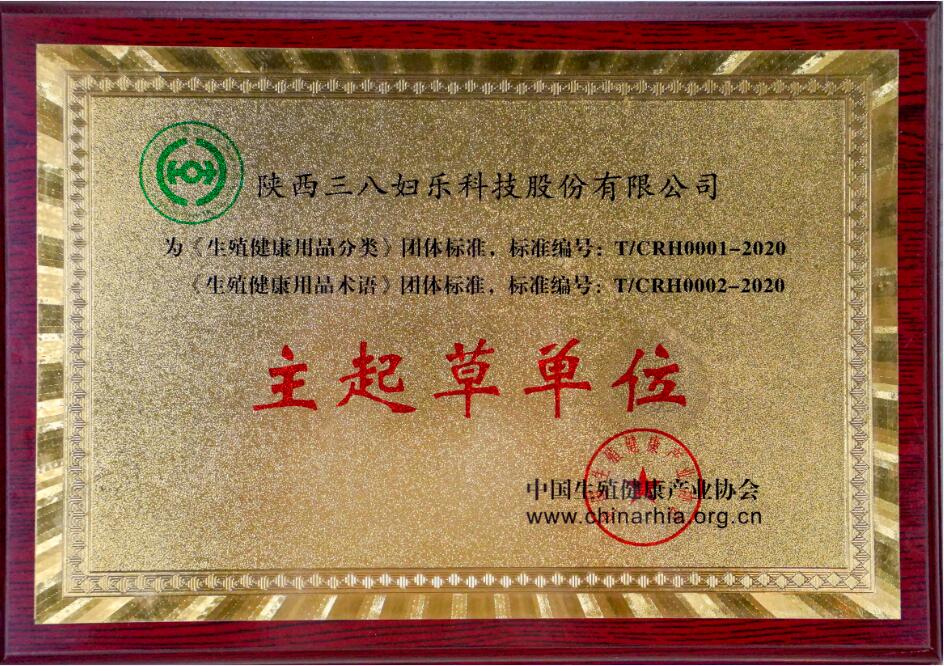 陕西三八妇乐科技股份有限公司
为《生殖健康用品分类》团体标准，标准编号：T/CRH0001-2020
《生殖健康用品术语》团体标准，标准编号：T/CRH0002-2020
主起草单位
中国生殖健康产业协会
www.chinarhia.org.cn